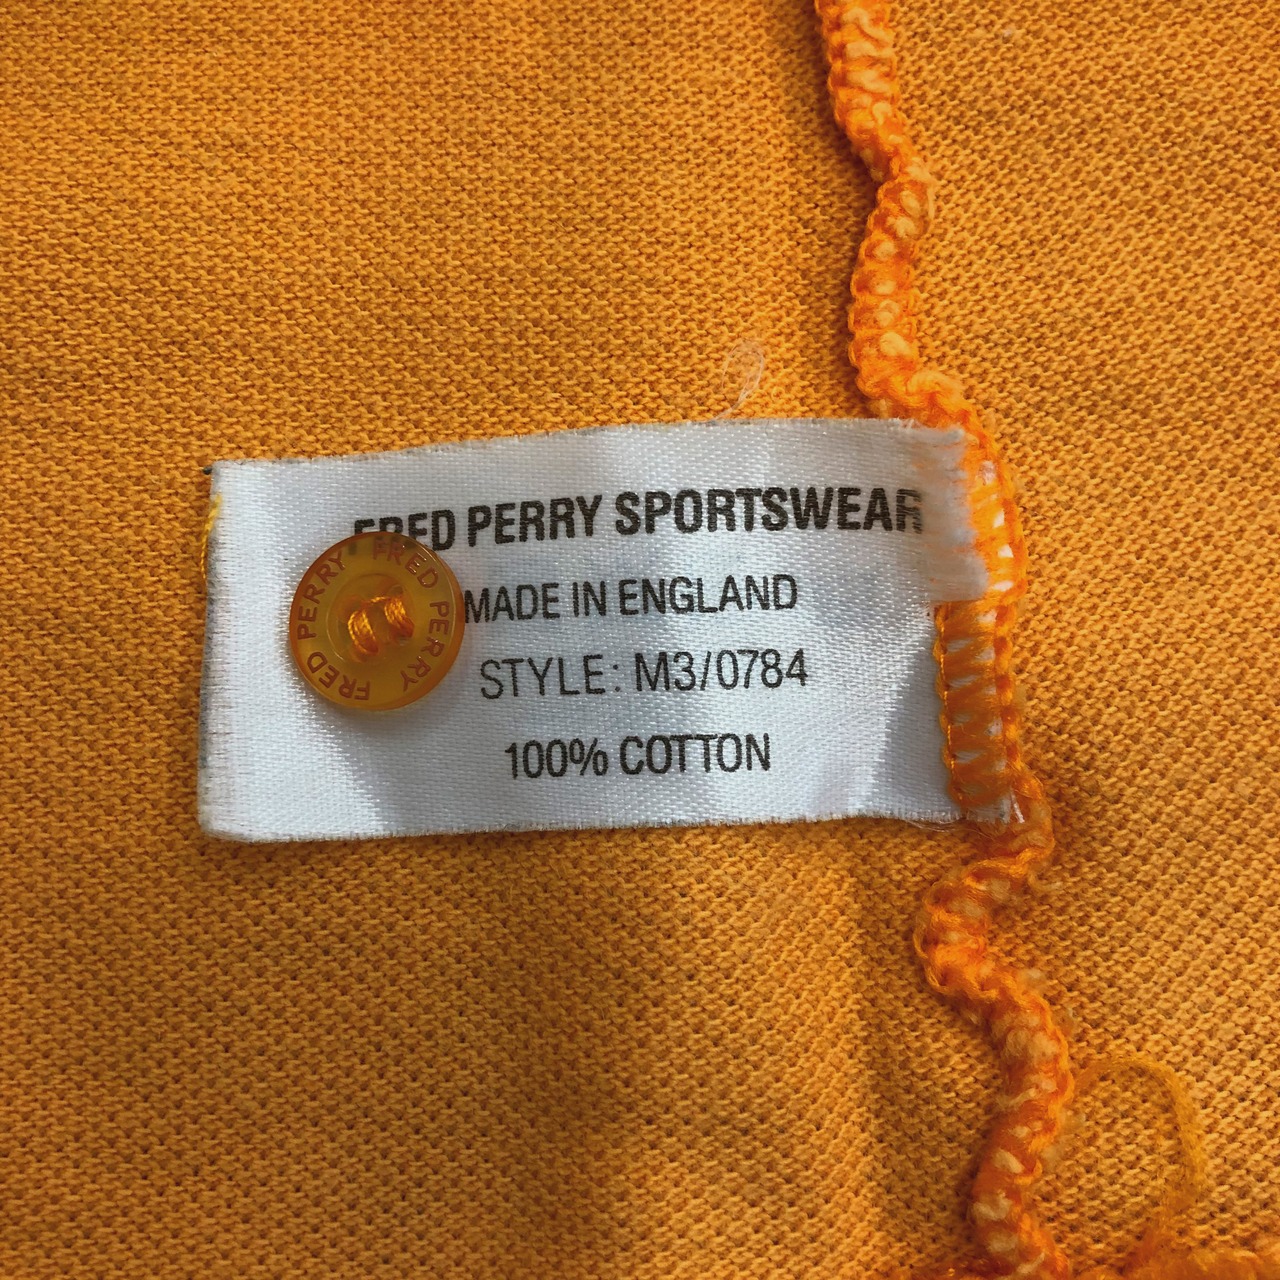 FRED PERRY SPORTSWEAR
MADE IN ENGLAND
STYLE: M3/0784
100% COTTON
FRED PERRY FRED PERRY